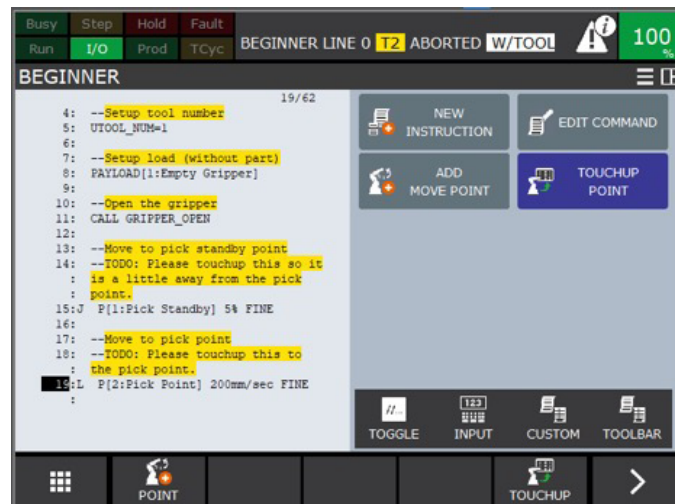 Busy Step Hold Fault
Run I/O Prod TCyc
BEGINNER LINE 0 T2 ABORTED W/TOOL
100
%
BEGINNER
19/62
4: --Setup tool number
5: UTOOL_NUM=1
6:
7: --Setup load (without part)
8: PAYLOAD[1:Empty Gripper]
9:
10: --Open the gripper
11: CALL GRIPPER_OPEN
12:
13: --Move to pick standby point
14: --TODO: Please touchup this so it
: is a little away from the pick
: point.
15:J P[1:Pick Standby] 5% FINE
16:
17: --Move to pick point
18: --TODO: Please touchup this to
: the pick point.
19:L P[2:Pick Point] 200mm/sec FINE
:
NEW
INSTRUCTION
EDIT COMMAND
ADD
MOVE POINT
TOUCHUP
POINT
//...
123
TOGGLE INPUT CUSTOM TOOLBAR
POINT
TOUCHUP